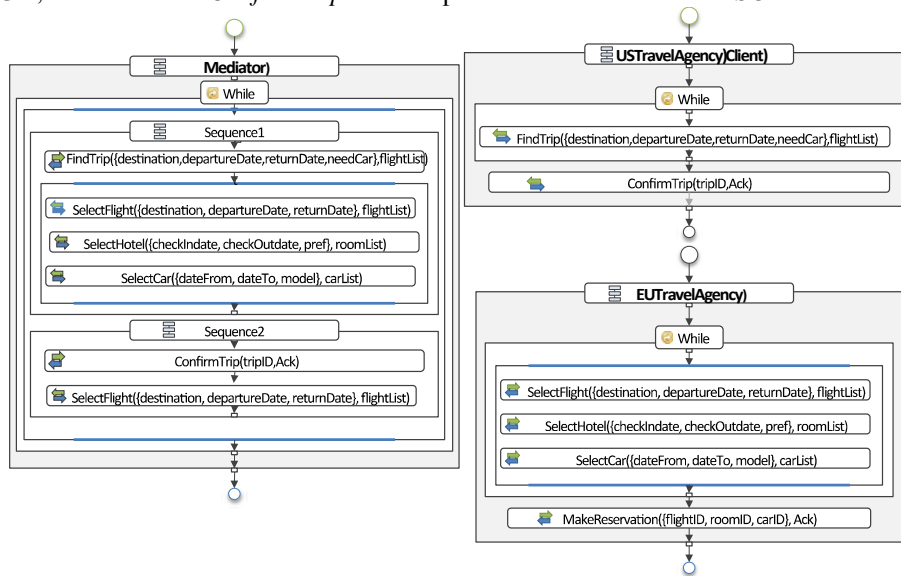 Mediator)
While
Sequence1
FindTrip({destination,departureDate,returnDate,needCar},flightList)
SelectFlight({destination, departureDate, returnDate}, flightList)
SelectHotel({checkIndate, checkOutdate, pref}, roomList)
SelectCar({dateFrom, dateTo, model}, carList)
Sequence2
ConfirmTrip(tripID,Ack)
SelectFlight({destination, departureDate, returnDate}, flightList)
USTravelAgency)Client)
While
FindTrip({destination,departureDate,returnDate,needCar},flightList)
ConfirmTrip(tripID,Ack)
EUTravelAgency)
While
SelectFlight({destination, departureDate, returnDate}, flightList)
SelectHotel({checkIndate, checkOutdate, pref}, roomList)
SelectCar({dateFrom, dateTo, model}, carList)
MakeReservation({flightID, roomID, carID}, Ack)